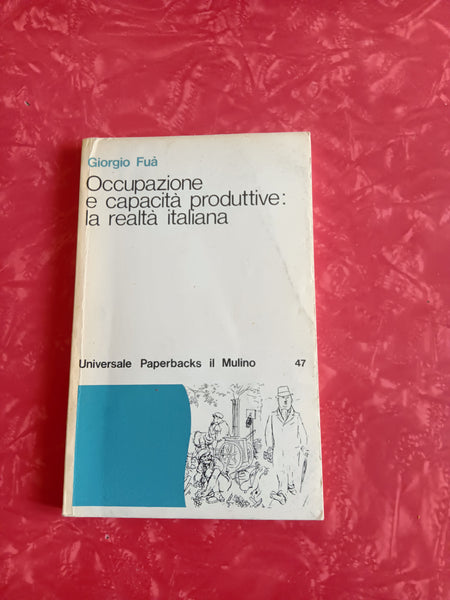 Giorgio Fuà
Occupazione
e capacità produttive:
la realtà italiana
Universale Paperbacks il Mulino 47